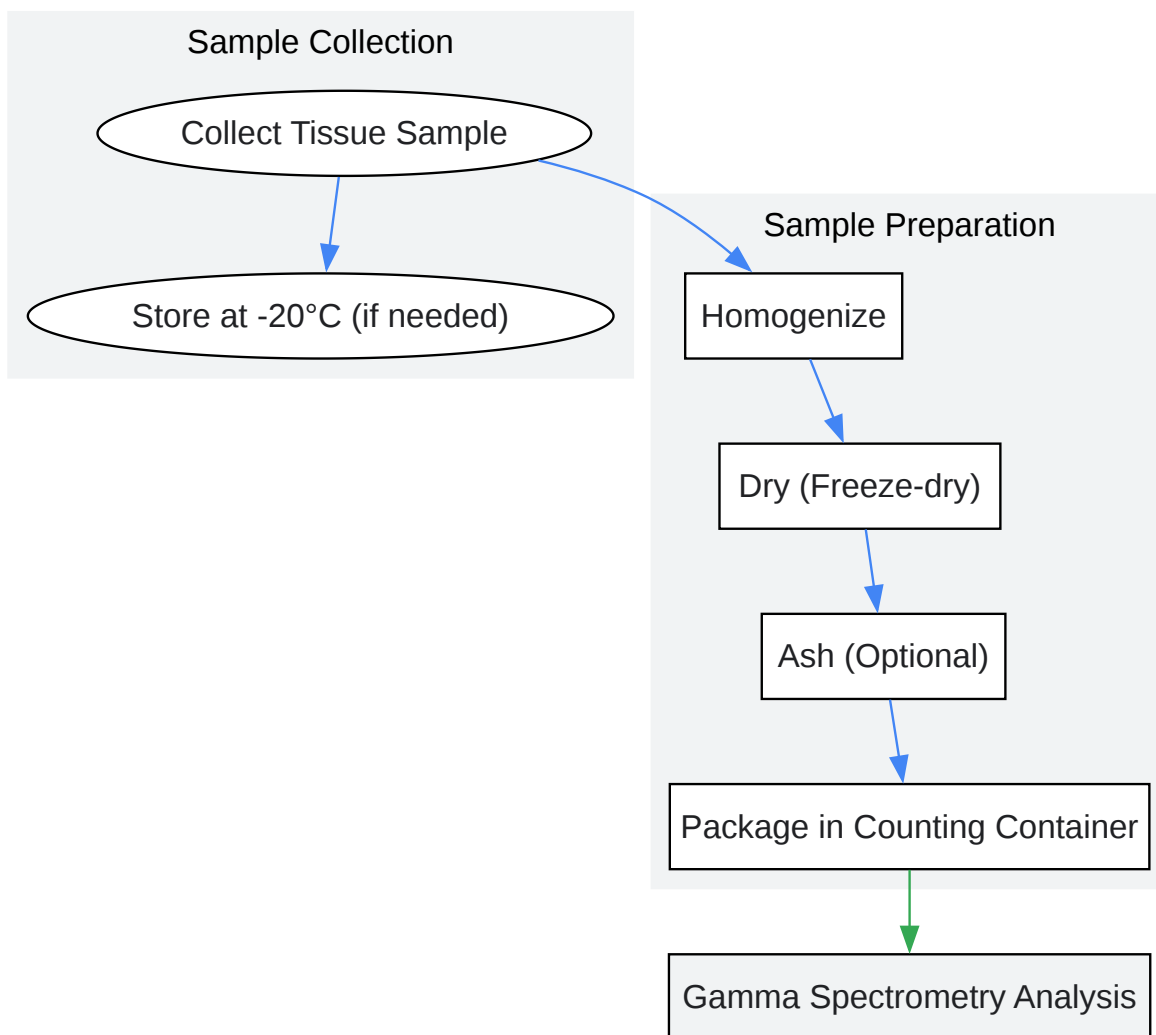 Sample Collection
Collect Tissue Sample
Store at -20°C (if needed)
Sample Preparation
Homogenize
Dry (Freeze-dry)
Ash (Optional)
Package in Counting Container
Gamma Spectrometry Analysis